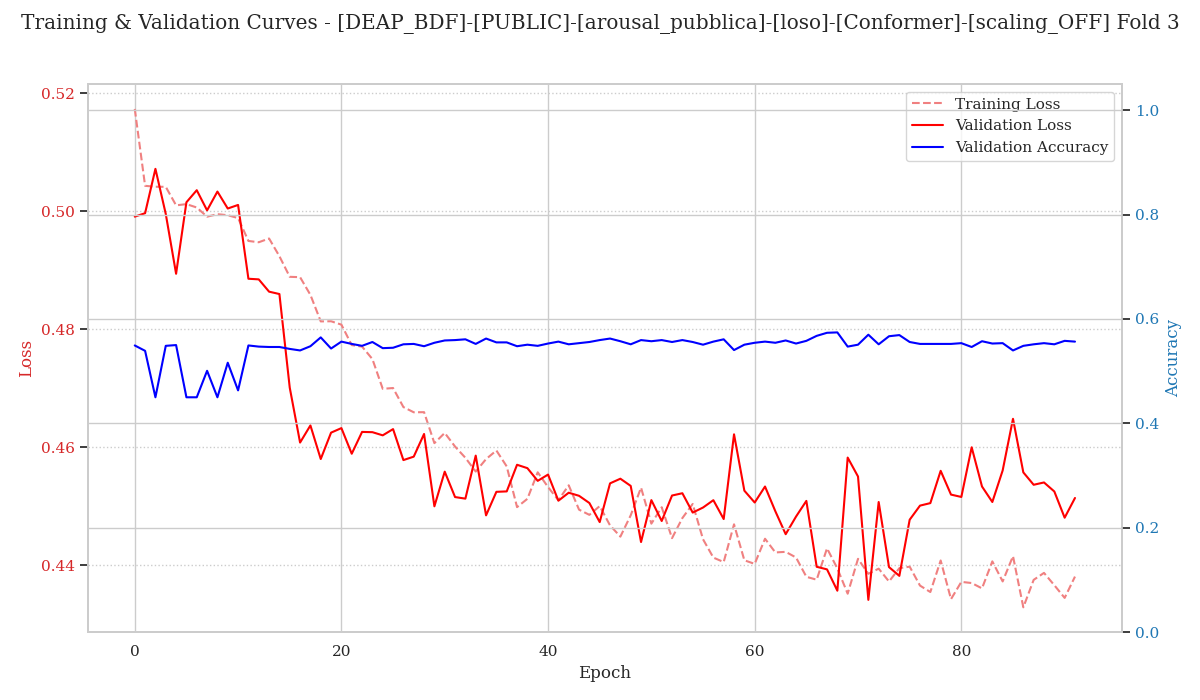 Training & Validation Curves - [DEAP_BDF]-[PUBLIC]-[arousal_pubblica]-[loso]-[Conformer]-[scaling_OFF] Fold 3
Training Loss
Validation Loss
Validation Accuracy
0.52
0.50
0.48
0.46
0.44
Loss
1.0
0.8
0.6
0.4
0.2
0.0
Accuracy
0 20 40 60 80
Epoch